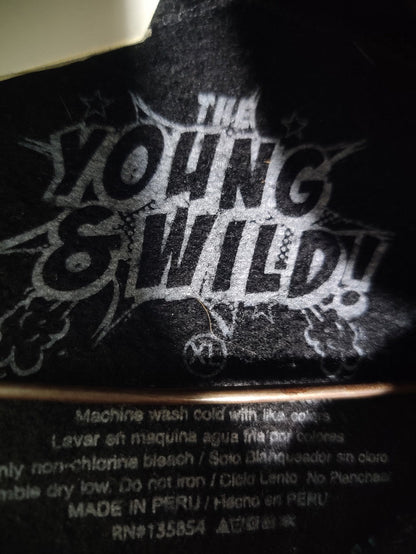 THE
YOUNG
& WILD!
Machine wash cold with like colors
Lavar en maquina agua fria por colores
only non-chlorine bleach / Solo Blanqueador sin cloro
mble dry low. Do not iron / Ciclo Lento No Planchar
MADE IN PERU / Hecho en PERU
RN#135854